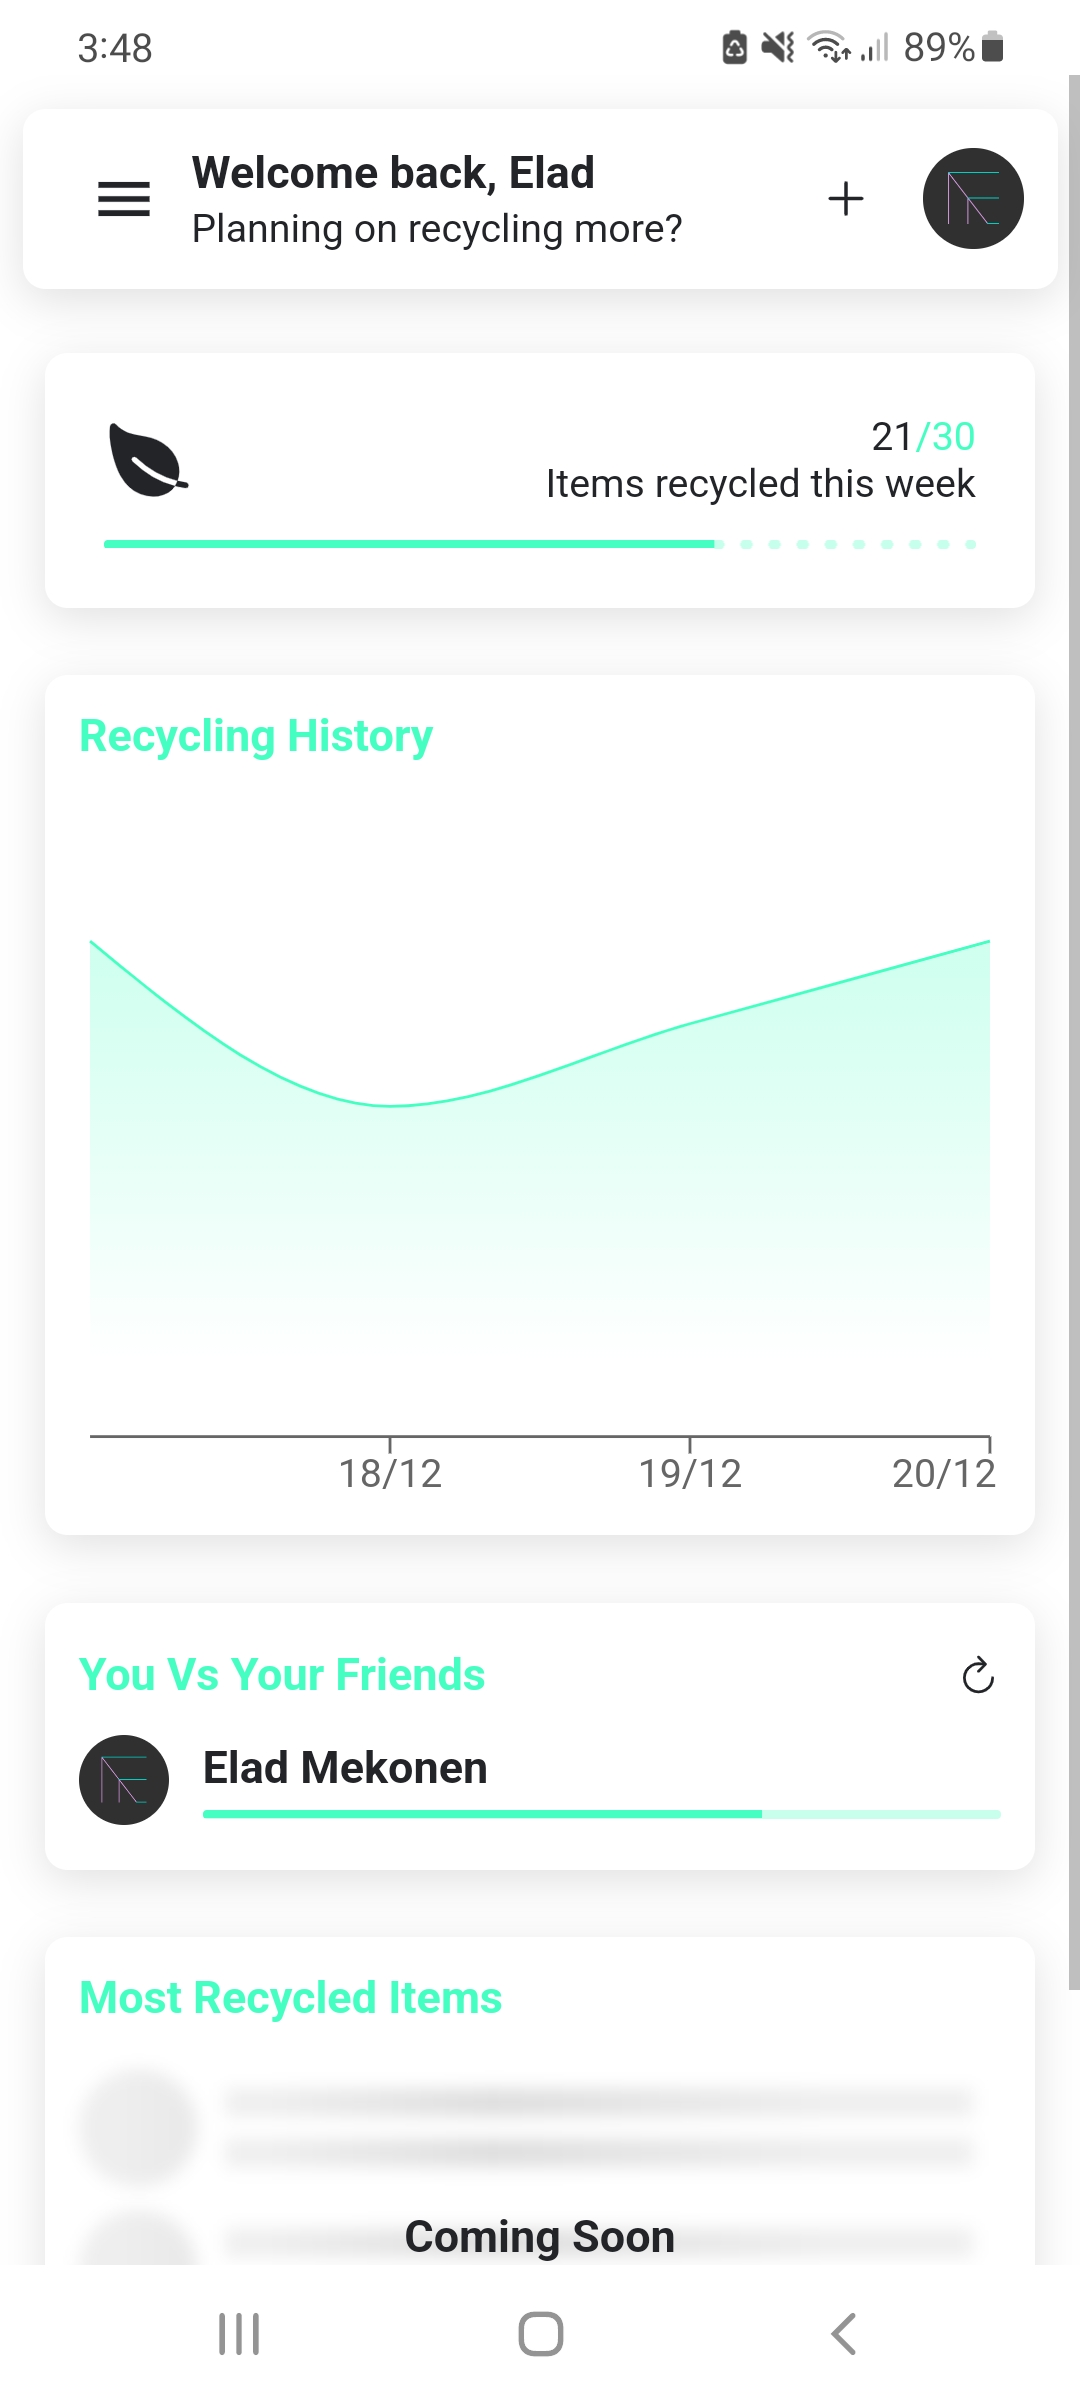 3:48
89%
Welcome back, Elad
Planning on recycling more?
21/30
Items recycled this week
Recycling History
18/12
19/12
20/12
You Vs Your Friends
Elad Mekonen
Most Recycled Items
Coming Soon